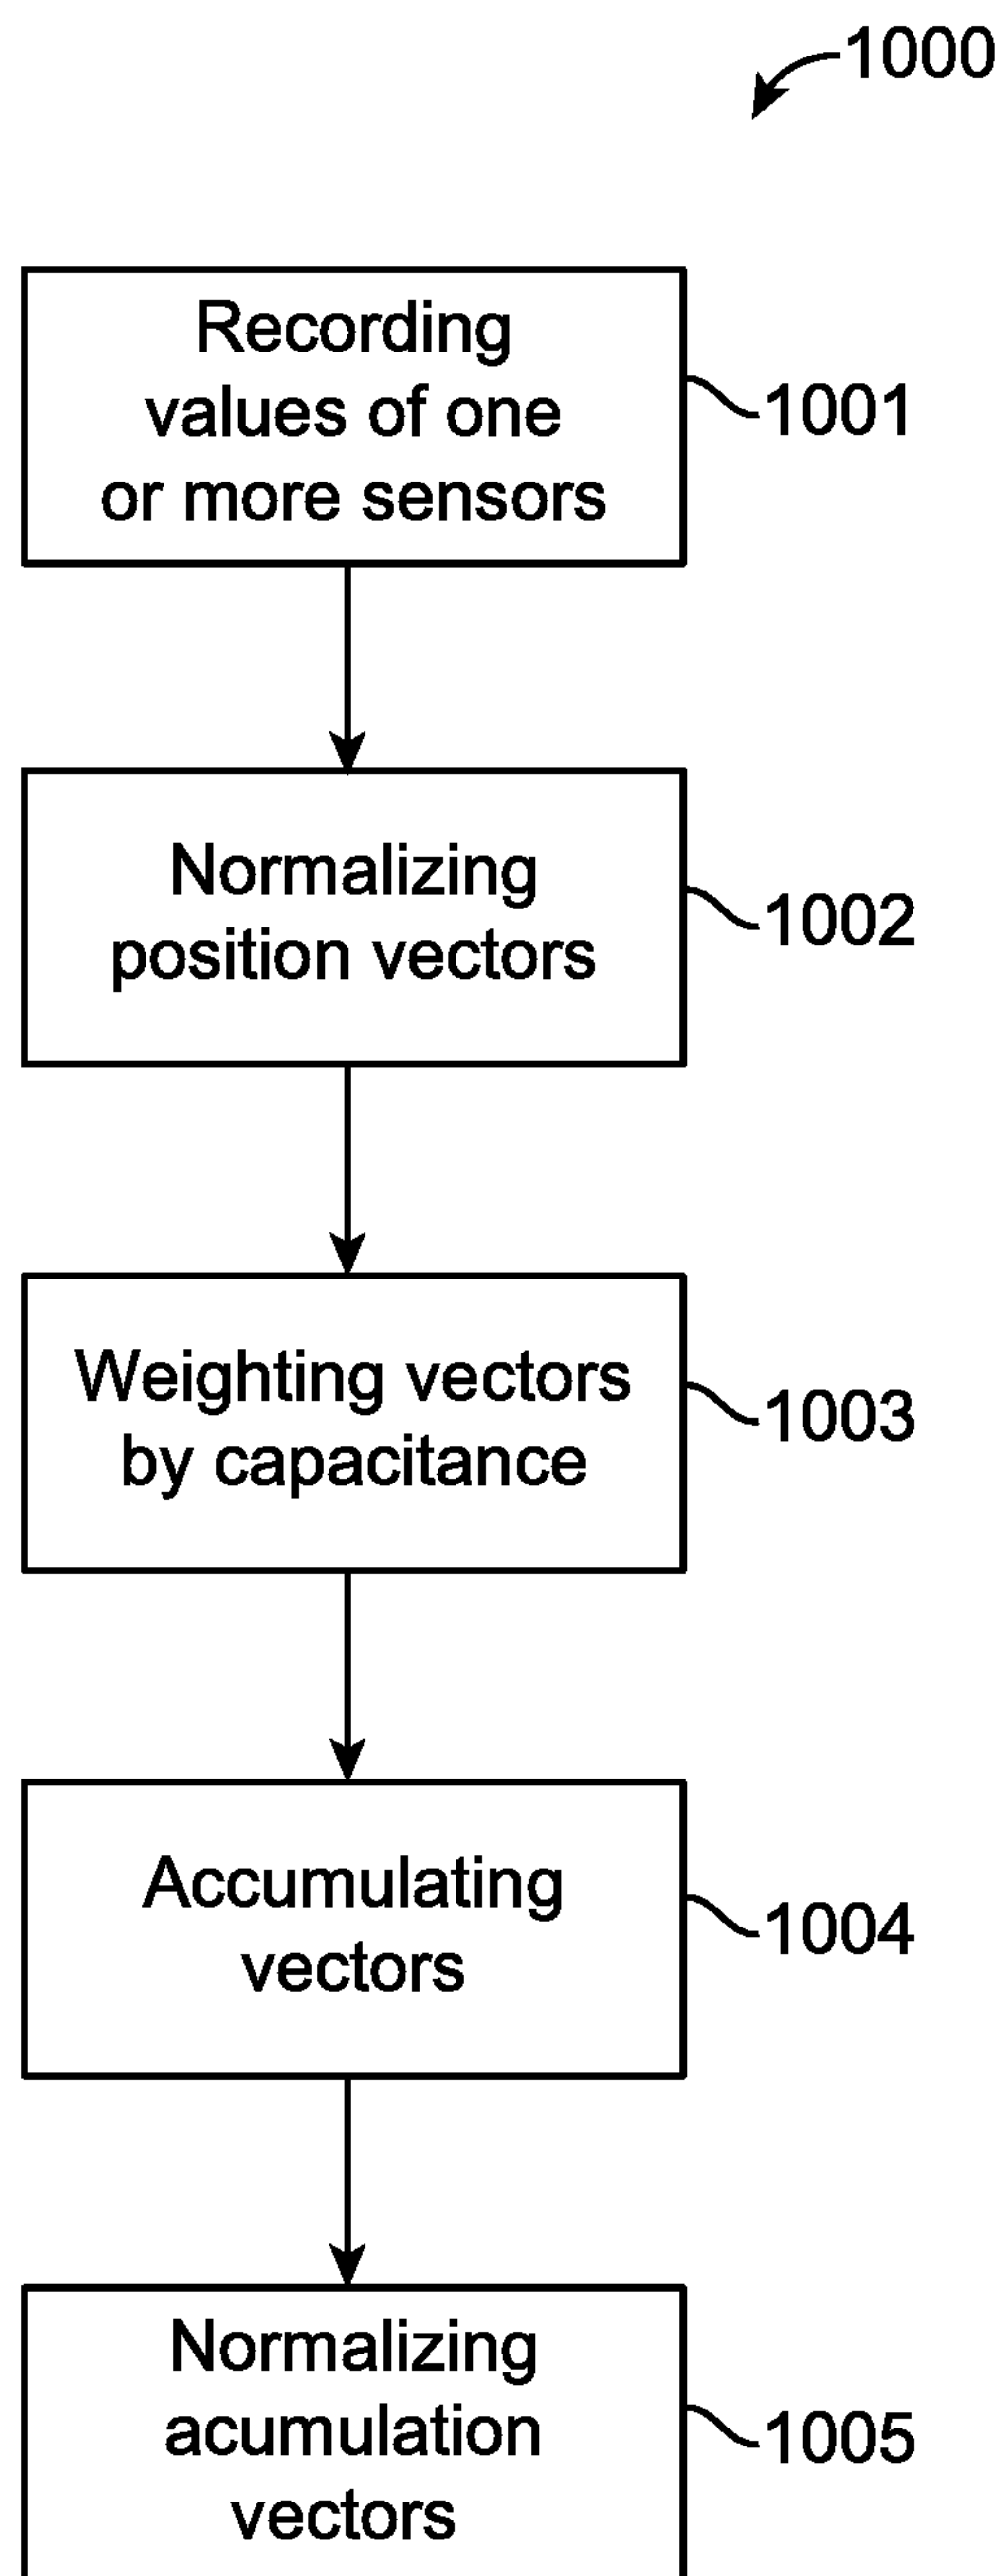 1000
Recording
values of one
or more sensors
1001
Normalizing
position vectors
1002
Weighting vectors
by capacitance
1003
Accumulating
vectors
1004
Normalizing
acumulation
vectors
1005